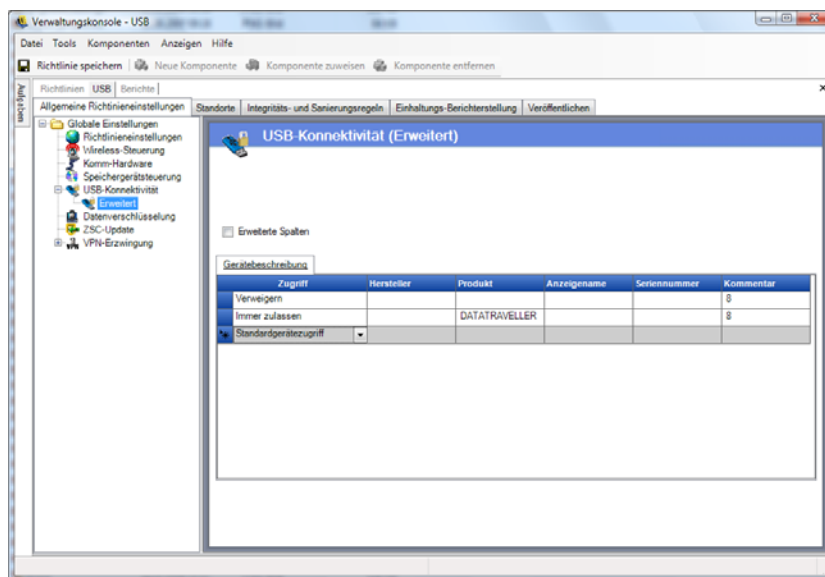 Verwaltungskonsole - USB
Datei Tools Komponenten Anzeigen Hilfe
Richtlinie speichern Neue Komponente Komponente zuweisen Komponente entfernen
Aufgaben
Richtlinien USB Berichte
Allgemeine Richtlinieneinstellungen Standorte Integritäts- und Sanierungsregeln Einhaltungs-Berichterstellung Veröffentlichen
Globale Einstellungen
Richtlinieneinstellungen
Wireless-Steuerung
Komm-Hardware
Speichergerätsteuerung
USB-Konnektivität
Erweitert
Datenverschlüsselung
ZSC-Update
VPN-Erzwingung
USB-Konnektivität (Erweitert)
Erweiterte Spalten
Gerätebeschreibung
Zugriff Hersteller Produkt Anzeigename Seriennummer Kommentar
Verweigern 8
Immer zulassen DATATRAVELLER 8
Standardgerätezugriff